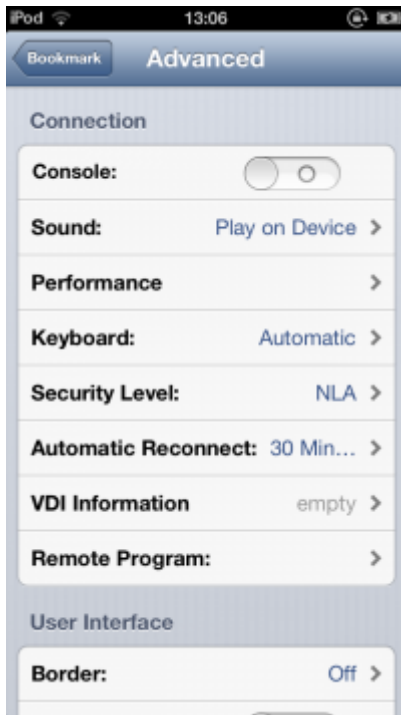 iPod 13:06
Bookmark Advanced
Connection
Console:
Sound: Play on Device
Performance
Keyboard: Automatic
Security Level: NLA
Automatic Reconnect: 30 Min...
VDI Information empty
Remote Program:
User Interface
Border: Off